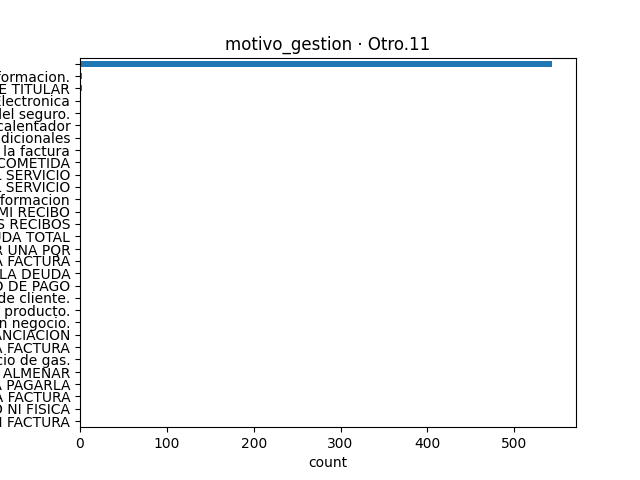 motivo_gestion · Otro.11
formacion.
E TITULAR
lectronica
del seguro.
calentador
dicionales
la factura
COMETIDA
SERVICIO
SERVICIO
formacion
MI RECIBO
S RECIBOS
DA TOTAL
R UNA POR
FACTURA
LA DEUDA
DE PAGO
de cliente.
producto.
n negocio.
NCIACION
FACTURA
cio de gas.
ALMENAR
PAGARLA
FACTURA
NI FISICA
FACTURA
0 100 200 300 400 500
count